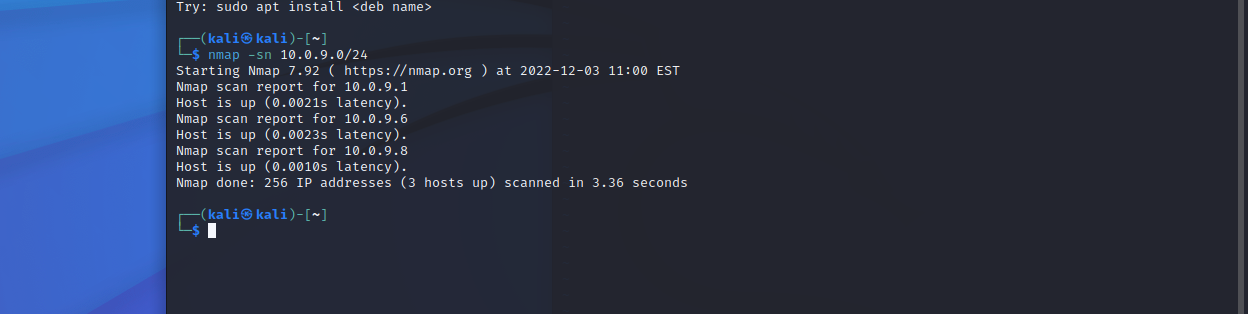 Try: sudo apt install <deb name>
┌──(kali㉿kali)-[~]
└─$ nmap -sn 10.0.9.0/24
Starting Nmap 7.92 ( https://nmap.org ) at 2022-12-03 11:00 EST
Nmap scan report for 10.0.9.1
Host is up (0.0021s latency).
Nmap scan report for 10.0.9.6
Host is up (0.0023s latency).
Nmap scan report for 10.0.9.8
Host is up (0.0010s latency).
Nmap done: 256 IP addresses (3 hosts up) scanned in 3.36 seconds
┌──(kali㉿kali)-[~]
└─$